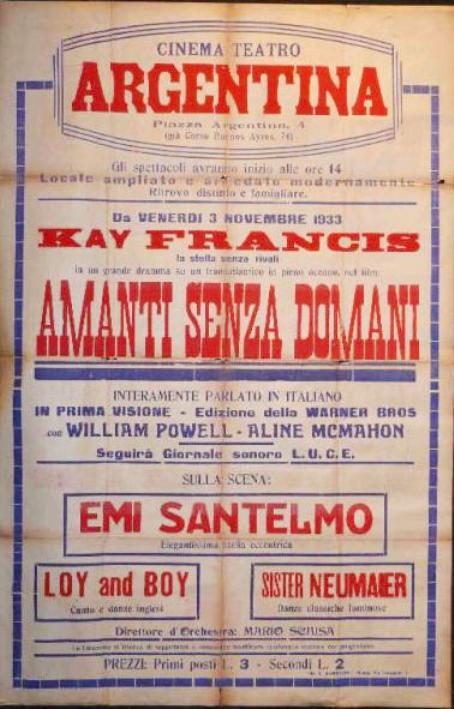 CINEMA TEATRO
ARGENTINA
Piazza Argentina, 4
(già Corso Buenos Ayres, 74)
Gli spettacoli avranno inizio alle ore 14
Locale ampliato e arredato modernamente
Ritrovo distinto e famigliare.
Da VENERDI 3 NOVEMBRE 1933
KAY FRANCIS
la stella senza rivali
in un grande dramma su un transatlantico in pieno oceano, nel film:
AMANTI SENZA DOMANI
INTERAMENTE PARLATO IN ITALIANO
IN PRIMA VISIONE - Edizione della WARNER BROS
con WILLIAM POWELL - ALINE MCMAHON
Seguirà Giornale sonoro L.U.C.E.
SULLA SCENA:
EMI SANTELMO
Elegantissima stella eccentrica
LOY and BOY
Canto e danze inglesi
SISTER NEUMAIER
Danze classiche luminose
Direttore d'Orchestra: MARIO
PREZZI: Primi posti L. 3 - Secondi L. 2